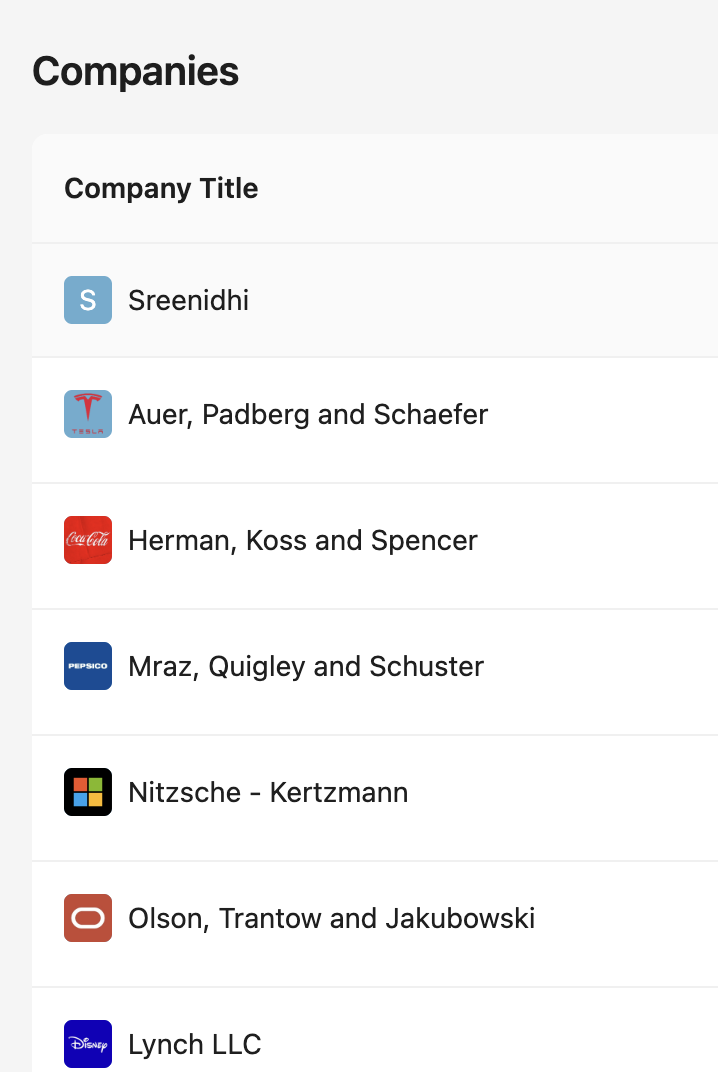 Companies
Company Title
S
Sreenidhi
TESLA
Auer, Padberg and Schaefer
Coca-Cola
Herman, Koss and Spencer
PEPSICO
Mraz, Quigley and Schuster
Nitzsche - Kertzmann
Olson, Trantow and Jakubowski
Disney
Lynch LLC